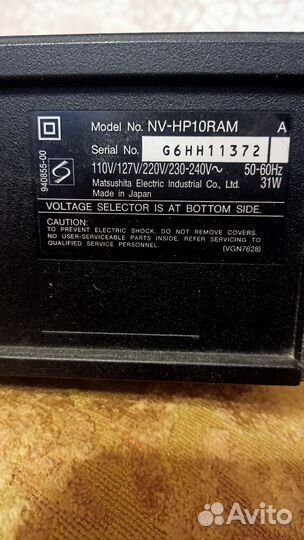 Model No. NV-HP10RAM A
Serial No. G6HH11372
110V/127V/220V/230-240V~ 50-60Hz
Matsushita Electric Industrial Co., Ltd. 31W
Made in Japan
940855-00
VOLTAGE SELECTOR IS AT BOTTOM SIDE.
CAUTION:
TO PREVENT ELECTRIC SHOCK, DO NOT REMOVE COVER.
NO USER-SERVICEABLE PARTS INSIDE. REFER SERVICING TO
QUALIFIED SERVICE PERSONNEL.
(VGN7628)
Avito